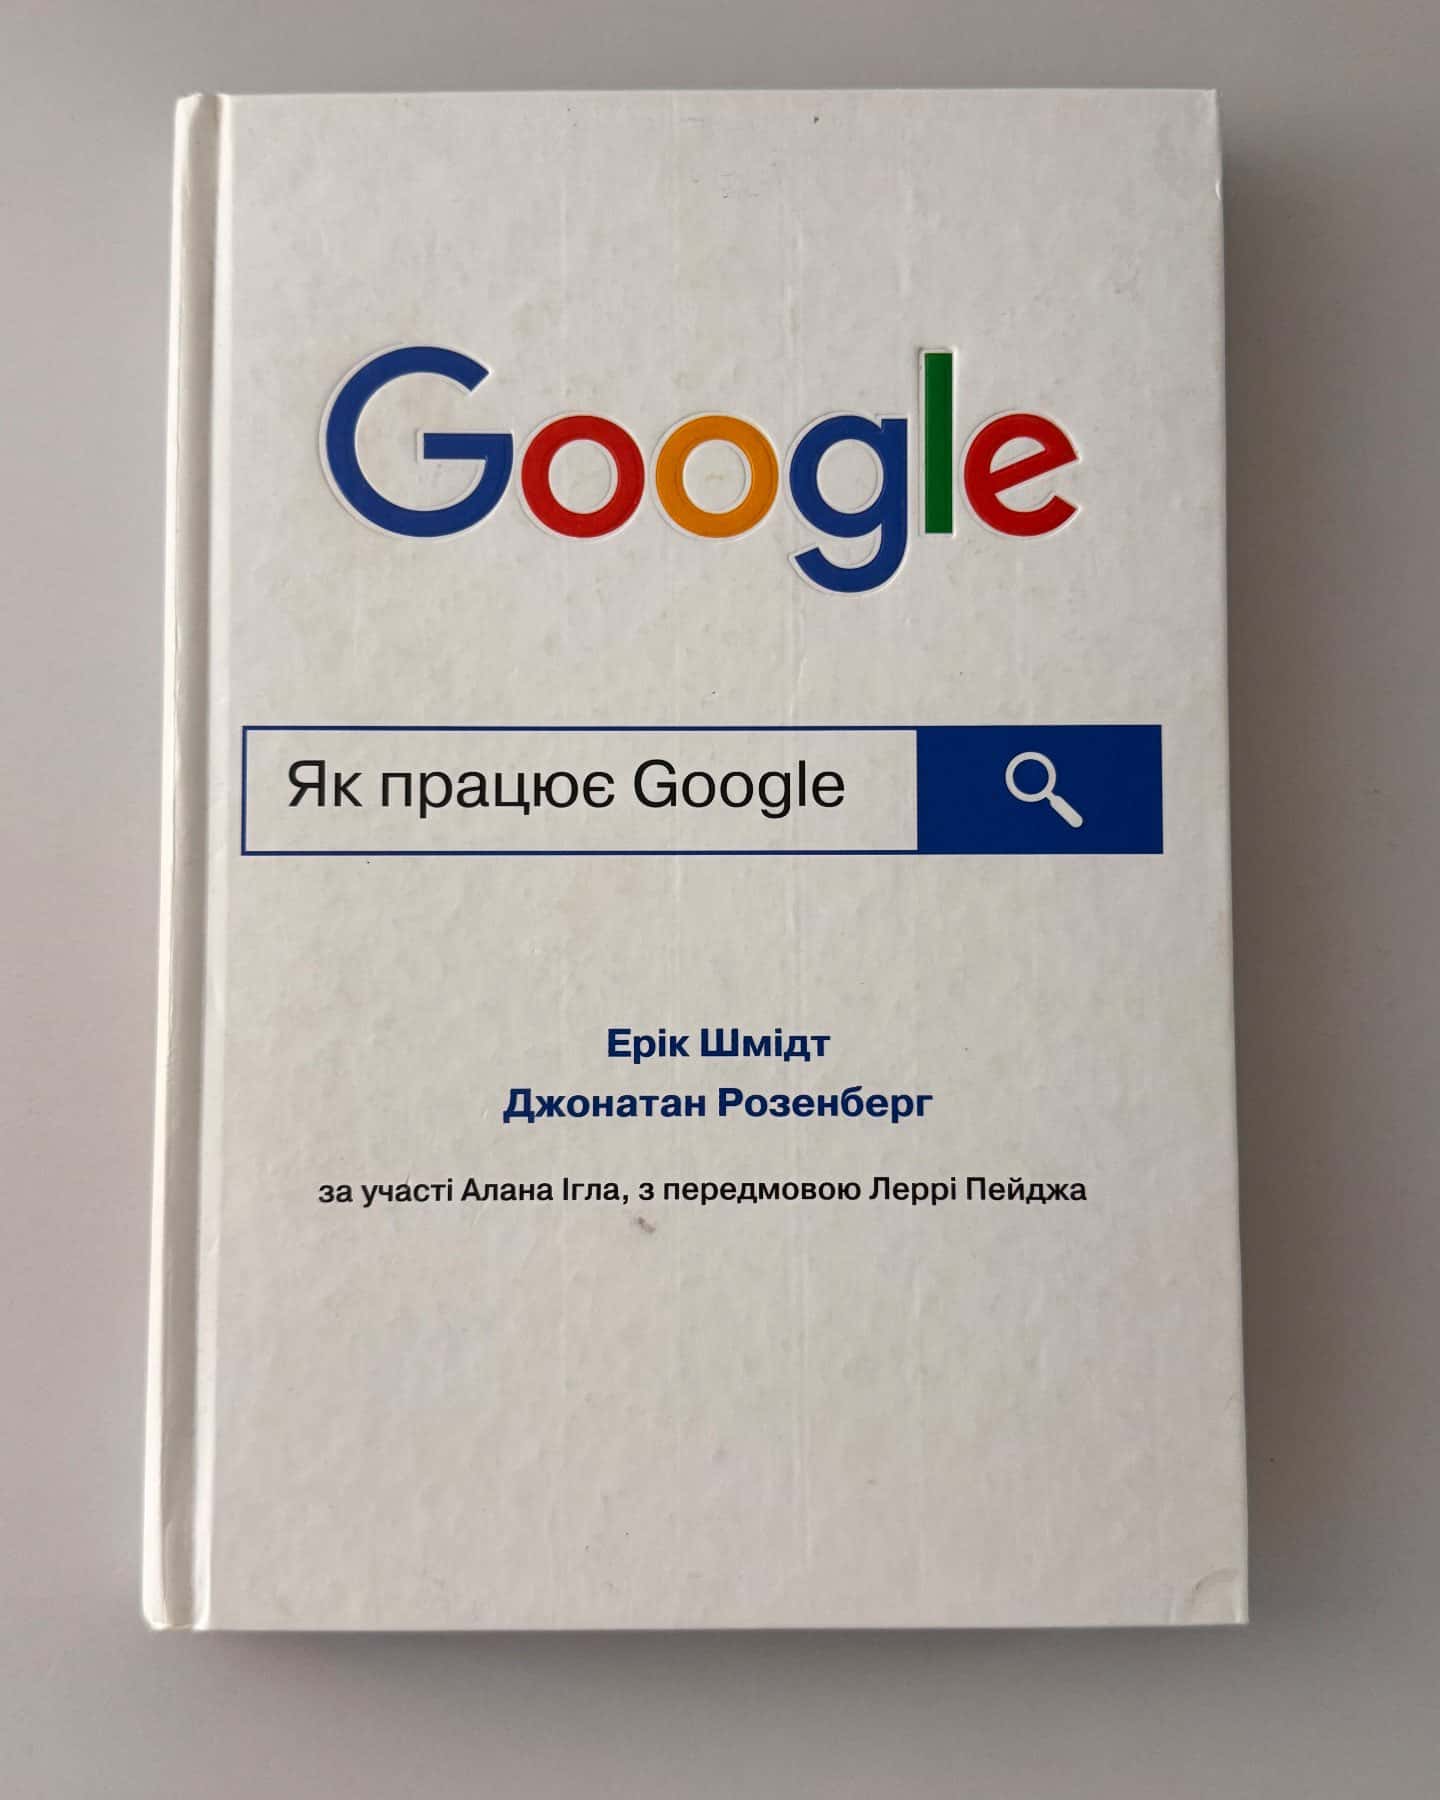 Google
Як працює Google
Ерік Шмідт
Джонатан Розенберг
за участі Алана Ігла, з передмовою Леррі Пейджа